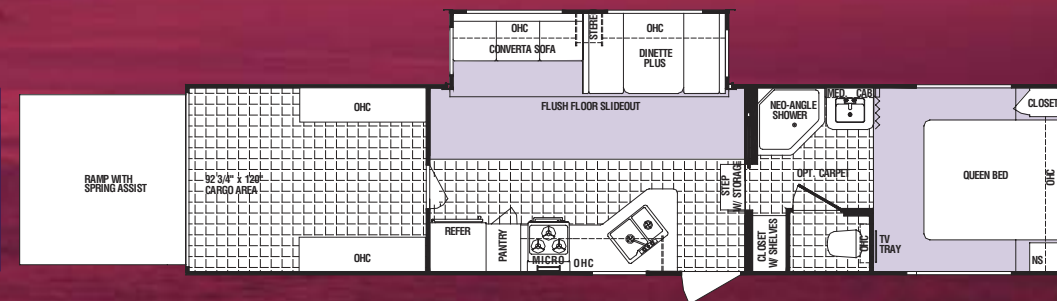 RAMP WITH
SPRING ASSIST
92 3/4" x 120"
CARGO AREA
OHC
OHC
OHC
CONVERTA SOFA
STERE
OHC
DINETTE
PLUS
FLUSH FLOOR SLIDEOUT
REFER
PANTRY
MICRO
OHC
STEP
W/ STORAGE
NEO-ANGLE
SHOWER
MED. CAB.
OPT. CARPET
CLOSET
W/ SHELVES
OHC
TV
TRAY
QUEEN BED
CLOSET
OHC
NS